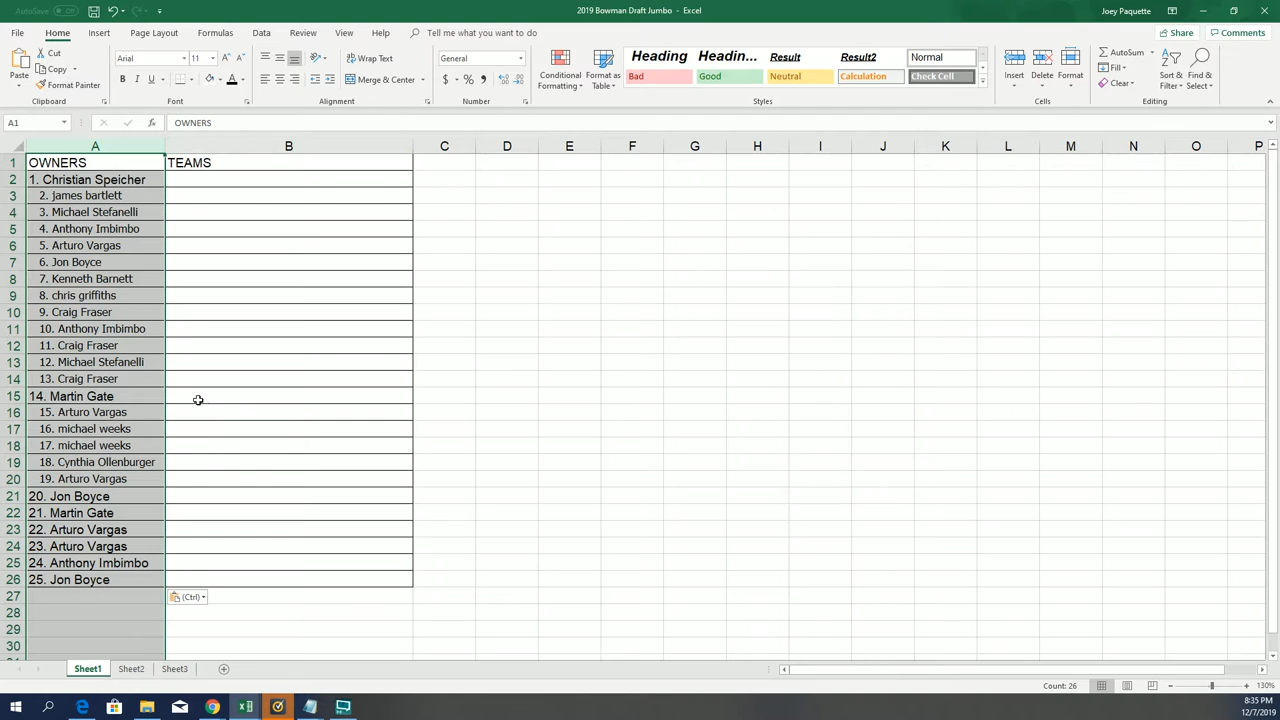 AutoSave Off 2019 Bowman Draft Jumbo - Excel Joey Paquette
File Home Insert Page Layout Formulas Data Review View Help Tell me what you want to do Share Comments
Paste Cut Copy Format Painter Clipboard
Arial 11 B I U A Font
Wrap Text Merge & Center Alignment
General $ % , Number
Conditional Formatting Format as Table
Heading Headin... Result Result2 Normal
Bad Good Neutral Calculation Check Cell
Styles
Insert Delete Format Cells
AutoSum Fill Clear Sort & Filter Find & Select Editing
A1 fx OWNERS
A B C D E F G H I J K L M N O P
1 OWNERS TEAMS
2 1. Christian Speicher
3 2. james bartlett
4 3. Michael Stefanelli
5 4. Anthony Imbimbo
6 5. Arturo Vargas
7 6. Jon Boyce
8 7. Kenneth Barnett
9 8. chris griffiths
10 9. Craig Fraser
11 10. Anthony Imbimbo
12 11. Craig Fraser
13 12. Michael Stefanelli
14 13. Craig Fraser
15 14. Martin Gate
16 15. Arturo Vargas
17 16. michael weeks
18 17. michael weeks
19 18. Cynthia Ollenburger
20 19. Arturo Vargas
21 20. Jon Boyce
22 21. Martin Gate
23 22. Arturo Vargas
24 23. Arturo Vargas
25 24. Anthony Imbimbo
26 25. Jon Boyce
27 (Ctrl)
28
29
30
Sheet1 Sheet2 Sheet3
Count: 26 130%
8:35 PM
12/7/2019